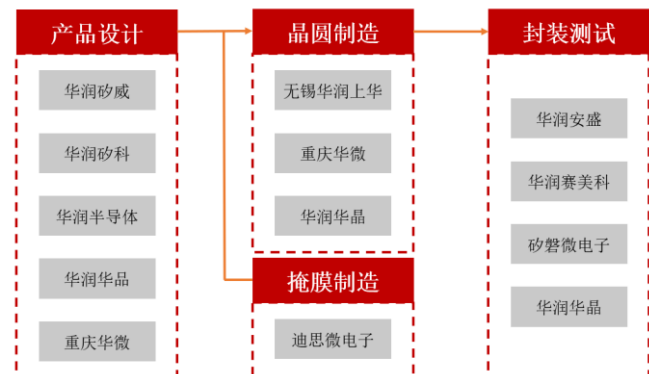 产品设计
华润矽威
华润矽科
华润半导体
华润华品
重庆华微
晶圆制造
无锡华润上华
重庆华微
华润华晶
掩膜制造
迪思微电子
封装测试
华润安盛
华润赛美科
矽磐微电子
华润华晶